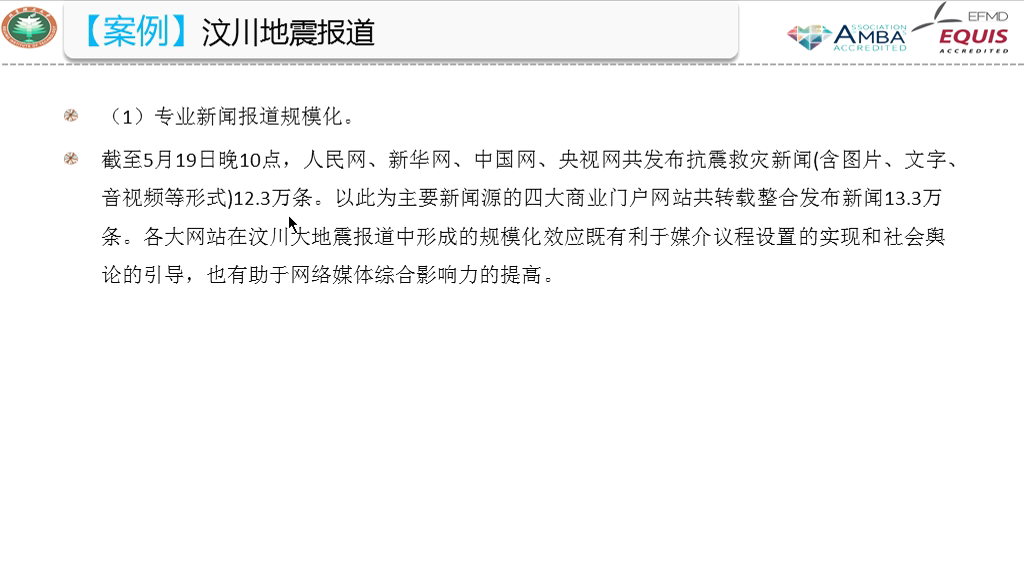 【案例】汶川地震报道
ASSOCIATION
AMBA
ACCREDITED
EFMD
EQUIS
ACCREDITED
（1）专业新闻报道规模化。
截至5月19日晚10点，人民网、新华网、中国网、央视网共发布抗震救灾新闻(含图片、文字、
音视频等形式)12.3万条。以此为主要新闻源的四大商业门户网站共转载整合发布新闻13.3万
条。各大网站在汶川大地震报道中形成的规模化效应既有利于媒介议程设置的实现和社会舆
论的引导，也有助于网络媒体综合影响力的提高。